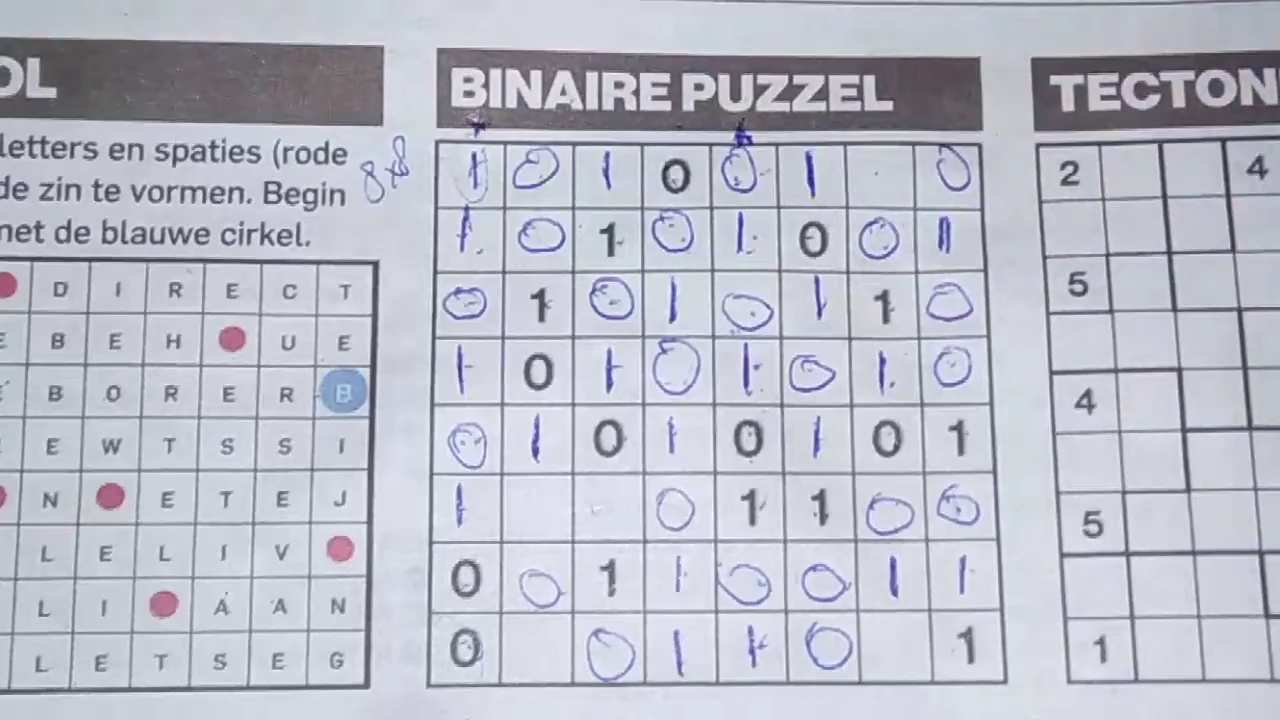 OL
BINAIRE PUZZEL
TECTON
letters en spaties (rode
de zin te vormen. Begin
met de blauwe cirkel.
8x8
D I R E C T
E B E H U E
E B O R E R B
E W T S S I
N E T E J
L E L I V
L I A A N
L E T S E G
1 0 1 0 0 1 0
1 0 1 0 1 0 0 1
0 1 0 1 0 1 1 0
1 0 1 0 1 0 1 0
0 1 0 1 0 1 0 1
1 0 1 1 0 0
0 0 1 1 0 0 1 1
0 0 1 1 0 1
2 4
5
4
5
1